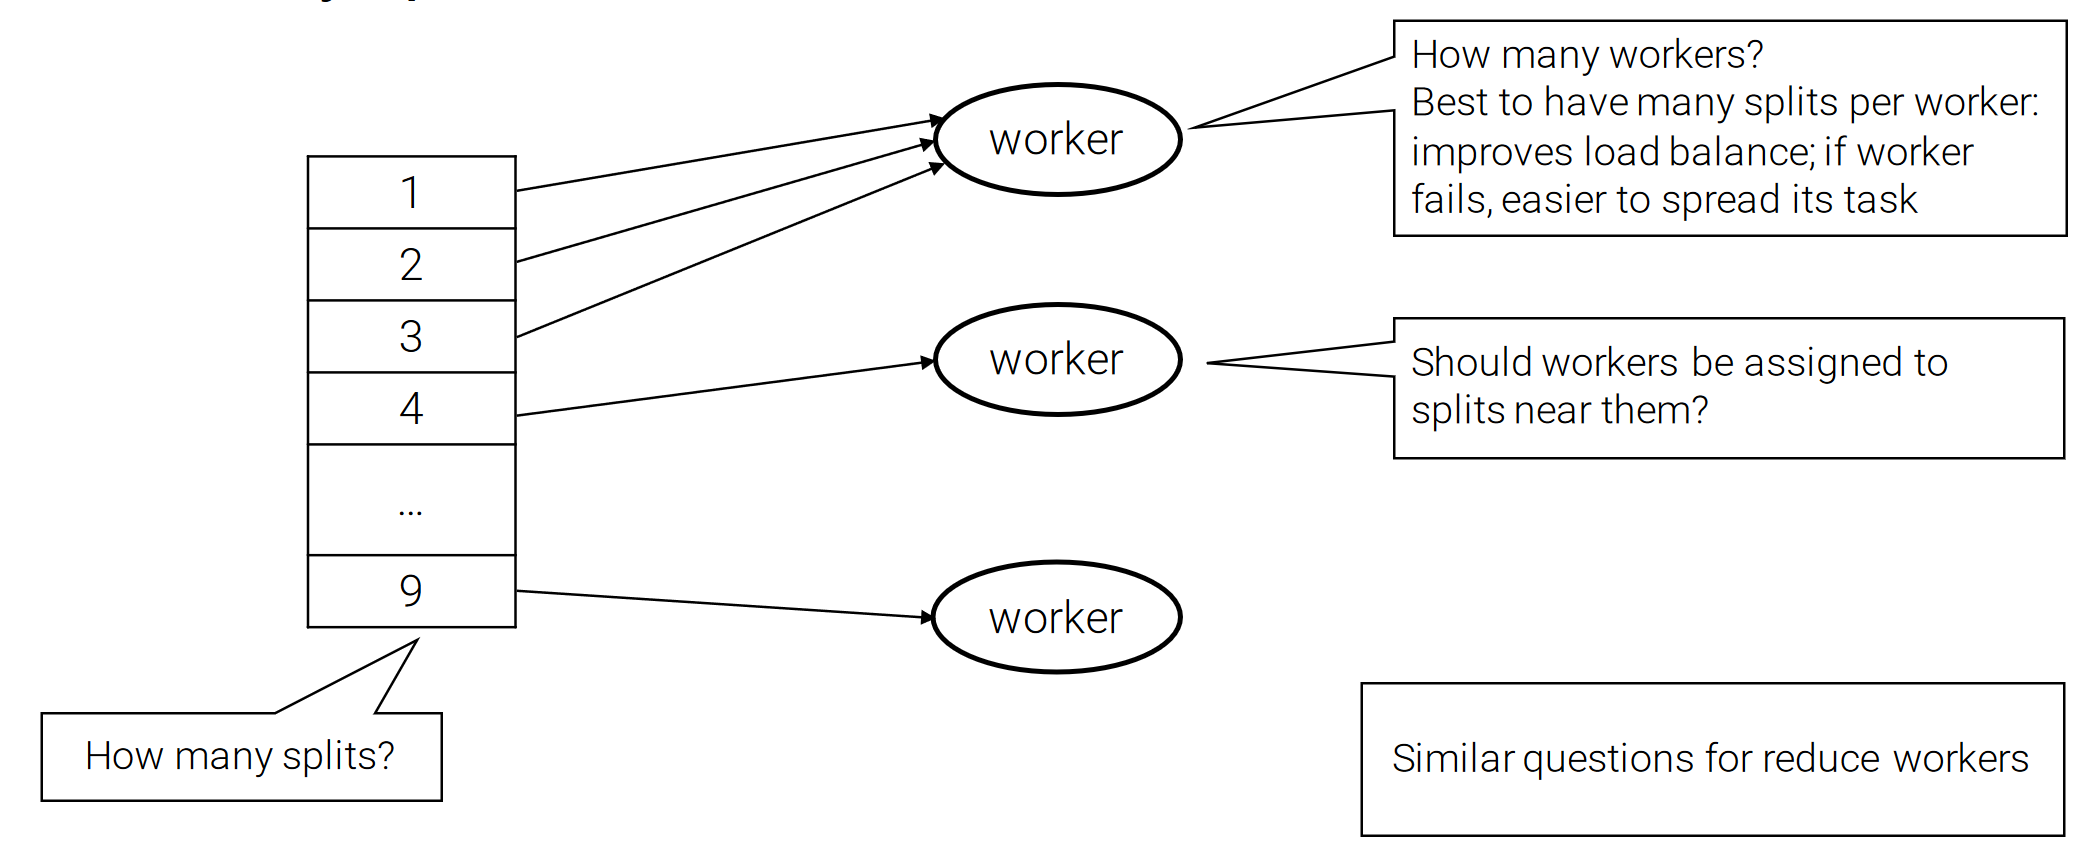 1
2
3
4
...
9
How many splits?
worker
worker
worker
How many workers?
Best to have many splits per worker:
improves load balance; if worker
fails, easier to spread its task
Should workers be assigned to
splits near them?
Similar questions for reduce workers